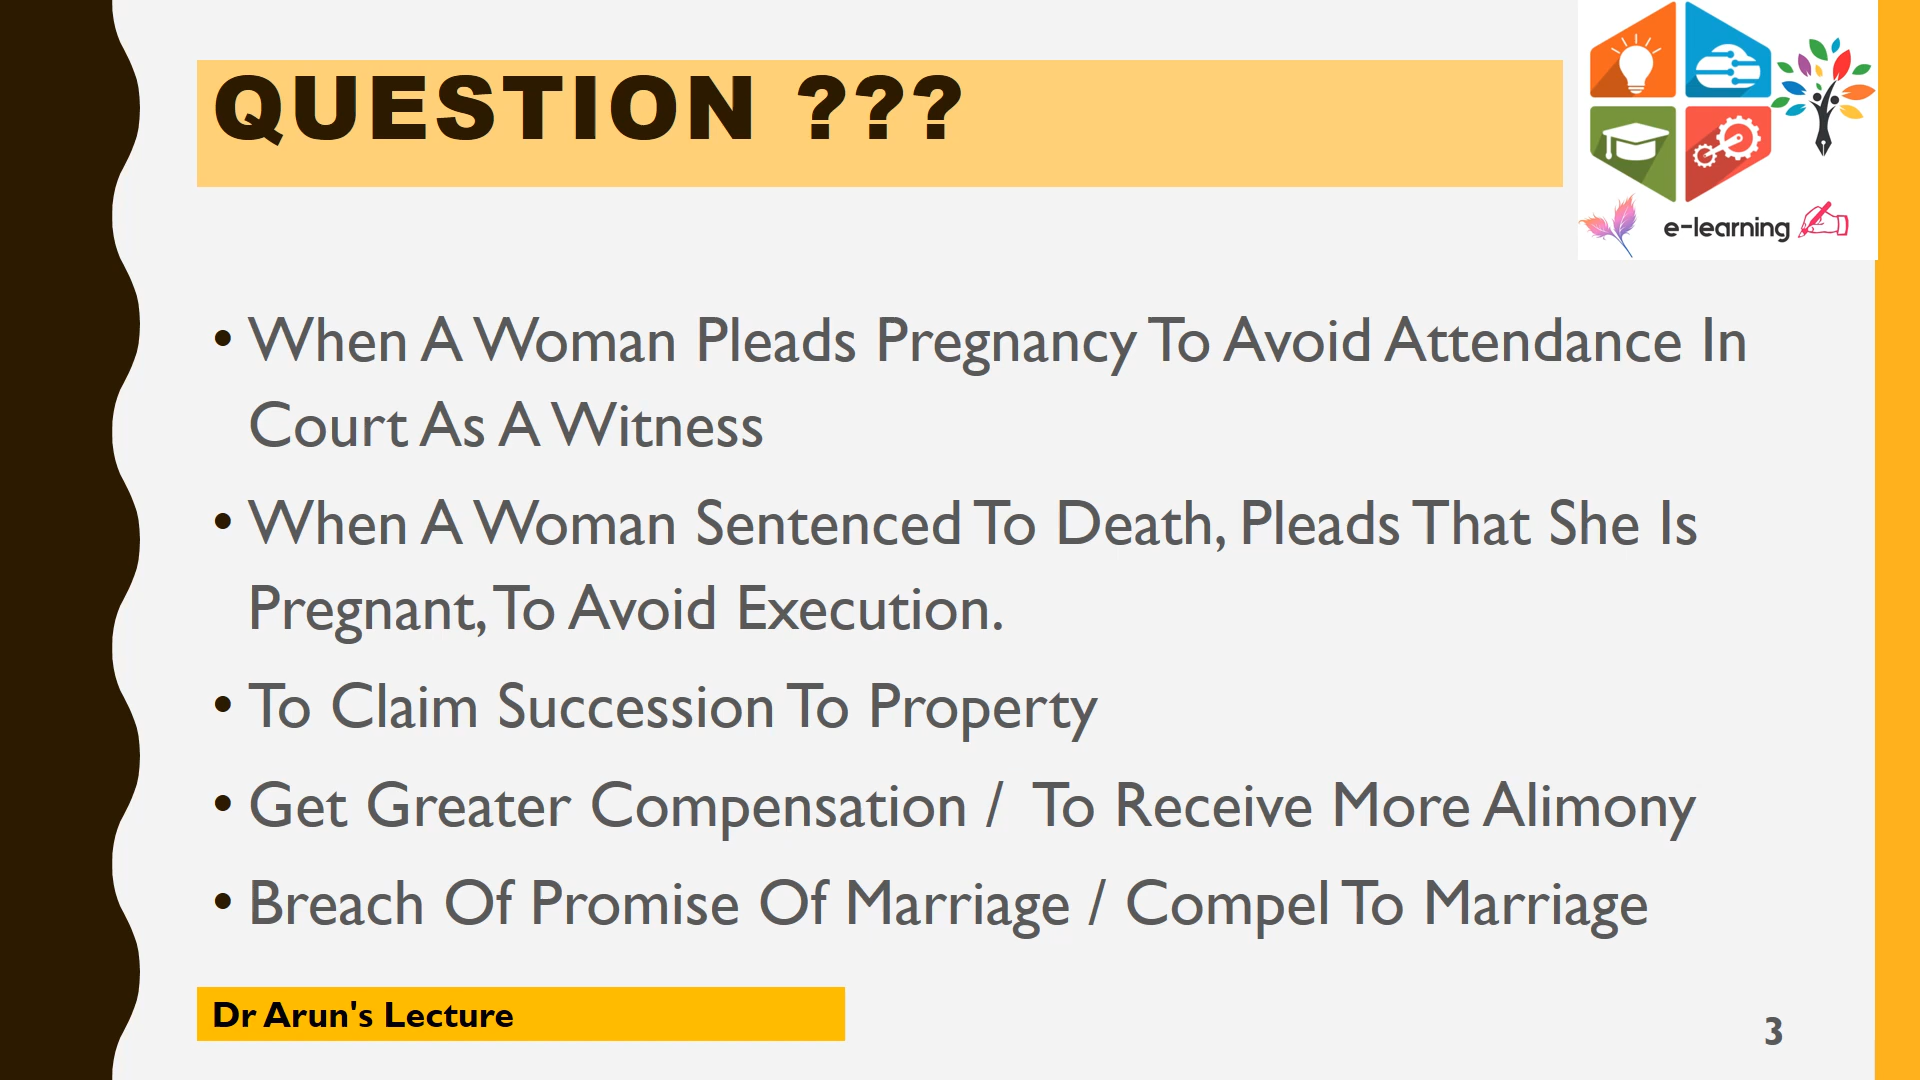 QUESTION ???
e-learning
• When A Woman Pleads Pregnancy To Avoid Attendance In
Court As A Witness
• When A Woman Sentenced To Death, Pleads That She Is
Pregnant, To Avoid Execution.
• To Claim Succession To Property
• Get Greater Compensation / To Receive More Alimony
• Breach Of Promise Of Marriage / Compel To Marriage
Dr Arun's Lecture
3